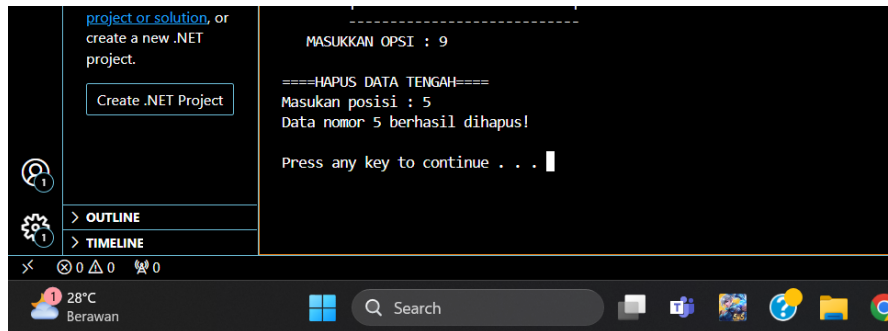 project or solution, or
create a new .NET
project.
Create .NET Project
OUTLINE
TIMELINE
----------------------------
MASUKKAN OPSI : 9
====HAPUS DATA TENGAH====
Masukan posisi : 5
Data nomor 5 berhasil dihapus!
Press any key to continue . . .
1
1
0 0 0
1
28°C
Berawan
Search